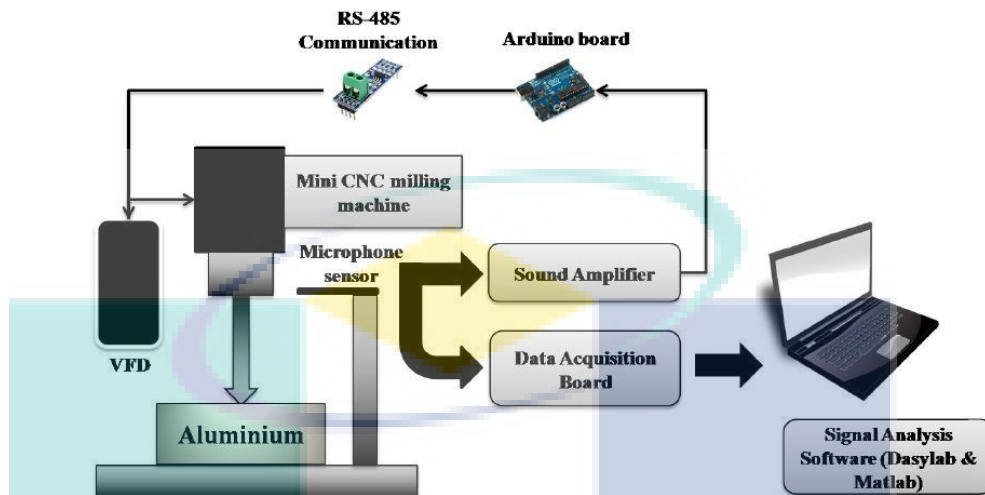 RS-485
Communication
Arduino board
Mini CNC milling
machine
Microphone
sensor
Sound Amplifier
VFD
Data Acquisition
Board
Aluminium
Signal Analysis
Software (Dasylab &
Matlab)